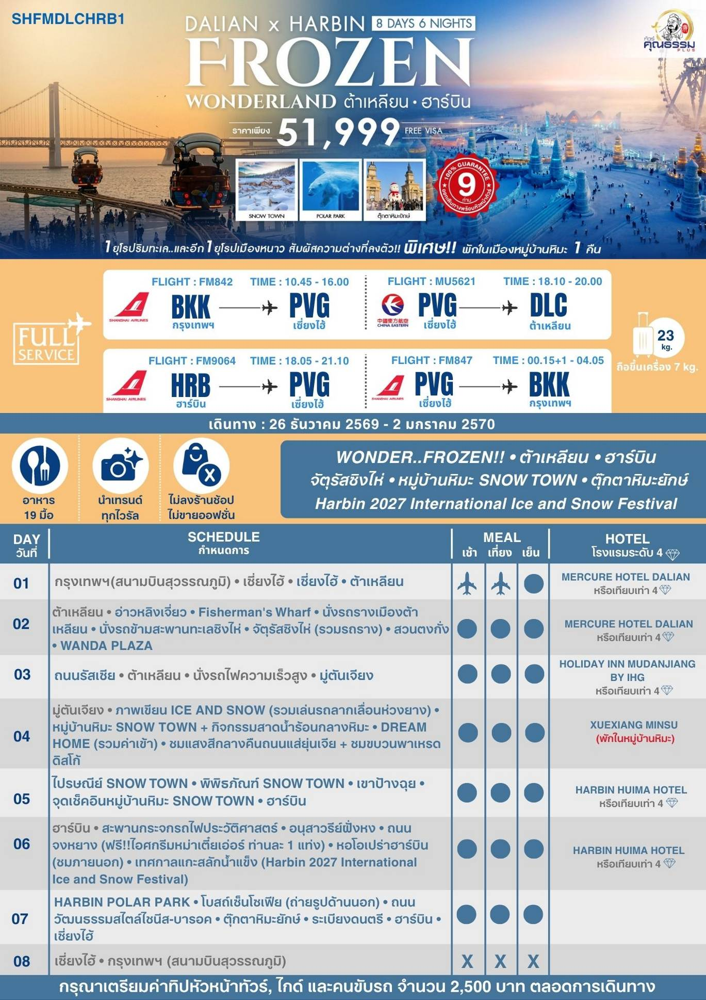 SHFMDLCHRB1
DALIAN x HARBIN 8 DAYS 6 NIGHTS
FROZEN
WONDERLAND ต้าเหลียน • ฮาร์บิน
ราคาเพียง 51,999 FREE VISA
ทัวร์
คุณธรรม
PLUS
SNOW TOWN
POLAR PARK
ตุ๊กตาหิมะยักษ์
100% GUARANTEE
9
ท่าน
ออกเดินทางพร้อมหัวหน้าทัวร์
1 ยุโรปริมทะเล..และอีก 1 ยุโรปเมืองหนาว สัมผัสความต่างที่ลงตัว!! พิเศษ!! พักในเมืองหมู่บ้านหิมะ 1 คืน
FULL
SERVICE
FLIGHT : FM842 TIME : 10.45 - 16.00
SHANGHAI AIRLINES
BKK PVG
กรุงเทพฯ เซี่ยงไฮ้
FLIGHT : MU5621 TIME : 18.10 - 20.00
中國東方航空
CHINA EASTERN
PVG DLC
เซี่ยงไฮ้ ต้าเหลียน
FLIGHT : FM9064 TIME : 18.05 - 21.10
SHANGHAI AIRLINES
HRB PVG
ฮาร์บิน เซี่ยงไฮ้
FLIGHT : FM847 TIME : 00.15+1 - 04.05
SHANGHAI AIRLINES
PVG BKK
เซี่ยงไฮ้ กรุงเทพฯ
23
kg.
ถือขึ้นเครื่อง 7 kg.
เดินทาง : 26 ธันวาคม 2569 - 2 มกราคม 2570
อาหาร
19 มื้อ
นำเทรนด์
ทุกไวรัล
X
ไม่ลงร้านช้อป
ไม่ขายออฟชั่น
WONDER..FROZEN!! • ต้าเหลียน • ฮาร์บิน
จัตุรัสซิงไห่ • หมู่บ้านหิมะ SNOW TOWN • ตุ๊กตาหิมะยักษ์
Harbin 2027 International Ice and Snow Festival
DAY SCHEDULE MEAL HOTEL
วันที่ กำหนดการ เช้า เที่ยง เย็น โรงแรมระดับ 4
01 กรุงเทพฯ(สนามบินสุวรรณภูมิ) • เซี่ยงไฮ้ • เซี่ยงไฮ้ • ต้าเหลียน
MERCURE HOTEL DALIAN
หรือเทียบเท่า 4
02
ต้าเหลียน • อ่าวหลิงเจี่ยว • Fisherman's Wharf • นั่งรถรางเมืองต้า
เหลียน • นั่งรถข้ามสะพานทะเลซิงไห่ • จัตุรัสซิงไห่ (รวมรถราง) • สวนตงกั่ง
• WANDA PLAZA
MERCURE HOTEL DALIAN
หรือเทียบเท่า 4
03 ถนนรัสเซีย • ต้าเหลียน • นั่งรถไฟความเร็วสูง • มู่ตันเจียง
HOLIDAY INN MUDANJIANG
BY IHG
หรือเทียบเท่า 4
04
มู่ตันเจียง • ภาพเขียน ICE AND SNOW (รวมเล่นรถลากเลื่อนห่วงยาง) •
หมู่บ้านหิมะ SNOW TOWN + กิจกรรมสาดน้ำร้อนกลางหิมะ • DREAM
HOME (รวมค่าเข้า) • ชมแสงสีกลางคืนถนนแส่ยุ่นเจีย + ชมขบวนพาเหรด
ดิสโก้
XUEXIANG MINSU
(พักในหมู่บ้านหิมะ)
05
ไปรษณีย์ SNOW TOWN • พิพิธภัณฑ์ SNOW TOWN • เขาป้างฉุย •
จุดเช็คอินหมู่บ้านหิมะ SNOW TOWN • ฮาร์บิน
HARBIN HUIMA HOTEL
หรือเทียบเท่า 4
06
ฮาร์บิน • สะพานกระจกรถไฟประวัติศาสตร์ • อนุสาวรีย์ฝั่งหง • ถนน
จงหยาง (ฟรี!!ไอศกรีมหม่าเตี๋ยเอ่อร์ ท่านละ 1 แท่ง) • หอโอเปร่าฮาร์บิน
(ชมภายนอก) • เทศกาลแกะสลักน้ำแข็ง (Harbin 2027 International
Ice and Snow Festival)
HARBIN HUIMA HOTEL
หรือเทียบเท่า 4
07
HARBIN POLAR PARK • โบสถ์เซ็นโซเฟีย (ถ่ายรูปด้านนอก) • ถนน
วัฒนธรรมสไตล์ไชนีส-บารอค • ตุ๊กตาหิมะยักษ์ • ระเบียงดนตรี • ฮาร์บิน •
เซี่ยงไฮ้
08 เซี่ยงไฮ้ • กรุงเทพฯ (สนามบินสุวรรณภูมิ) X X X
กรุณาเตรียมค่าทิปหัวหน้าทัวร์, ไกด์ และคนขับรถ จำนวน 2,500 บาท ตลอดการเดินทาง